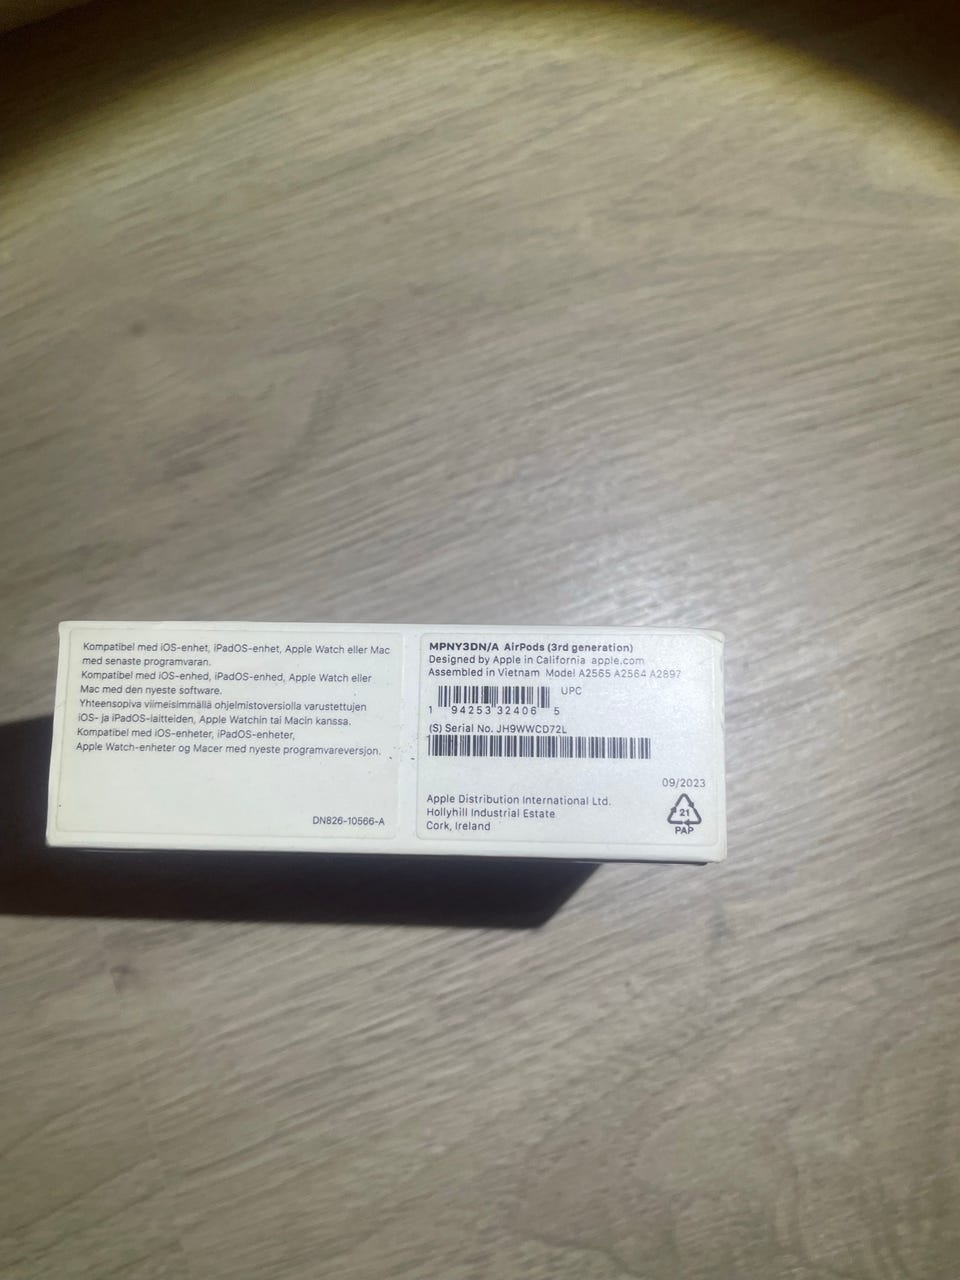 Kompatibel med iOS-enhet, iPadOS-enhet, Apple Watch eller Mac
med senaste programvaran.
Kompatibel med iOS-enhed, iPadOS-enhed, Apple Watch eller
Mac med den nyeste software.
Yhteensopiva viimeisimmällä ohjelmistoversiolla varustettujen
iOS- ja iPadOS-laitteiden, Apple Watchin tai Macin kanssa.
Kompatibel med iOS-enheter, iPadOS-enheter,
Apple Watch-enheter og Macer med nyeste programvareversjon.
DN826-10566-A
MPNY3DN/A AirPods (3rd generation)
Designed by Apple in California apple.com
Assembled in Vietnam Model A2565 A2564 A2897
UPC
1 94253 32406 5
(S) Serial No. JH9WWCD72L
09/2023
Apple Distribution International Ltd.
Hollyhill Industrial Estate
Cork, Ireland
21
PAP